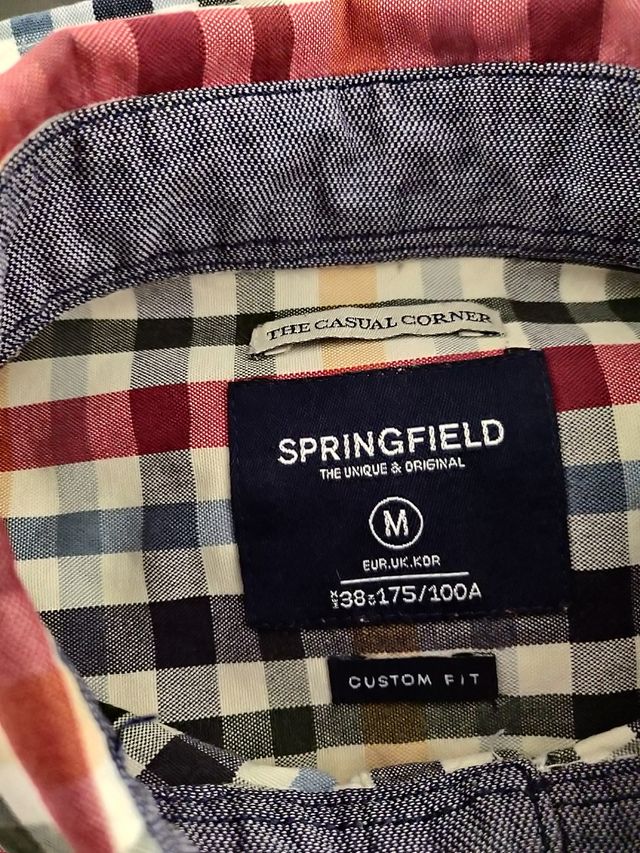 THE CASUAL CORNER
SPRINGFIELD
THE UNIQUE & ORIGINAL
M
EUR.UK.KOR
38 175/100A
CUSTOM FIT